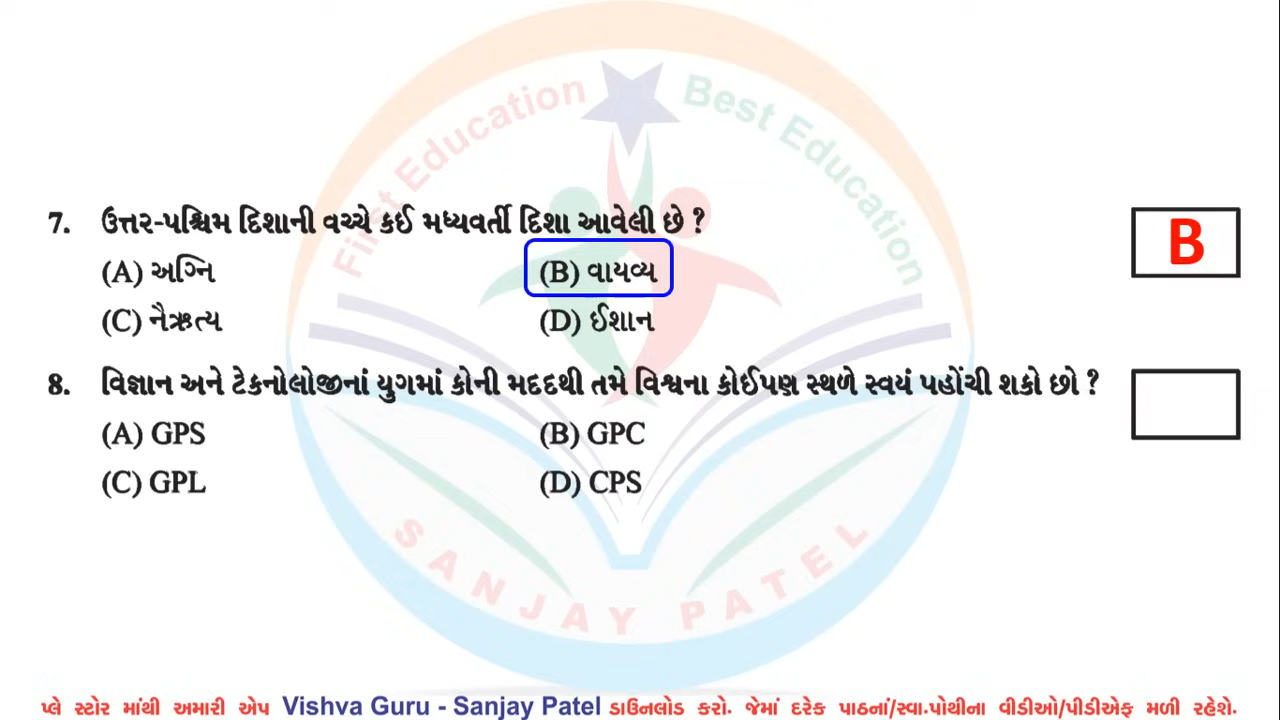 First Education
Best Education
7. ઉત્તર-પશ્ચિમ દિશાની વચ્ચે કઈ મધ્યવર્તી દિશા આવેલી છે ?
B
(A) અગ્નિ
(B) વાયવ્ય
(C) નૈઋત્ય
(D) ઈશાન
8. વિજ્ઞાન અને ટેકનોલોજીનાં યુગમાં કોની મદદથી તમે વિશ્વના કોઈપણ સ્થળે સ્વયં પહોંચી શકો છો ?
(A) GPS
(B) GPC
(C) GPL
(D) CPS
SANJAY PATEL
પ્લે સ્ટોર માંથી અમારી એપ Vishva Guru - Sanjay Patel ડાઉનલોડ કરો. જેમાં દરેક પાઠનાં/સ્વા.પોથીના વીડીઓ/પીડીએફ મળી રહેશે.